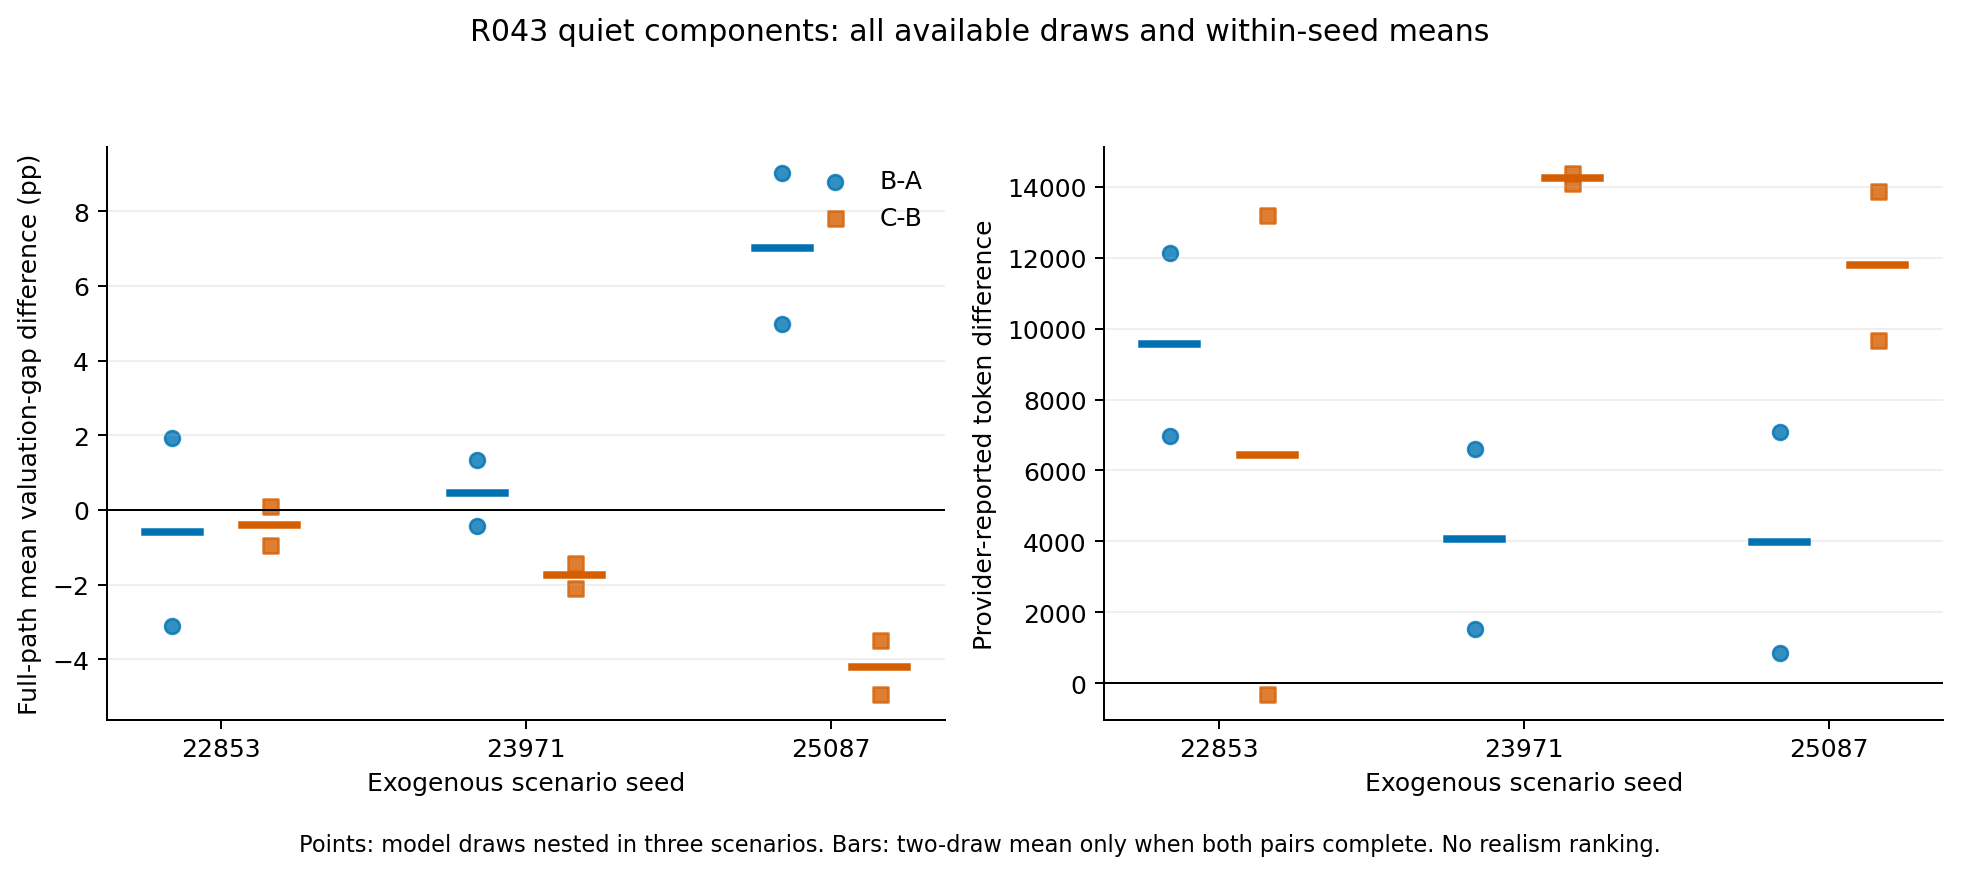 R043 quiet components: all available draws and within-seed means
Full-path mean valuation-gap difference (pp)
8
6
4
2
0
−2
−4
B-A
C-B
22853
23971
25087
Exogenous scenario seed
Provider-reported token difference
14000
12000
10000
8000
6000
4000
2000
0
22853
23971
25087
Exogenous scenario seed
Points: model draws nested in three scenarios. Bars: two-draw mean only when both pairs complete. No realism ranking.